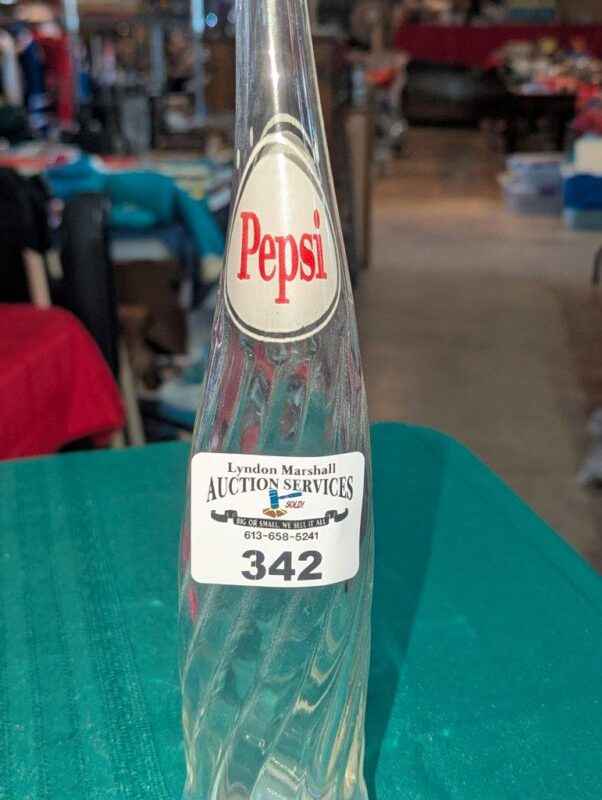 Pepsi
Lyndon Marshall
AUCTION SERVICES
SOLD!
BIG OR SMALL, WE SELL IT ALL
613-658-5241
342